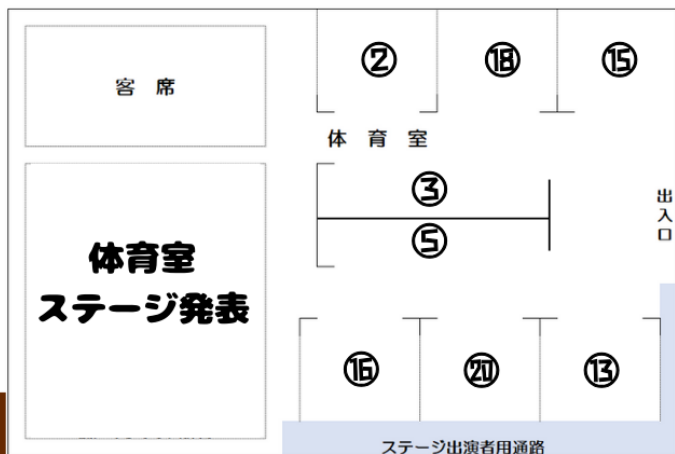 客 席
② ⑱ ⑮
体 育 室
③
⑤
出入口
体育室
ステージ発表
⑯ ⑳ ⑬
ステージ出演者用通路